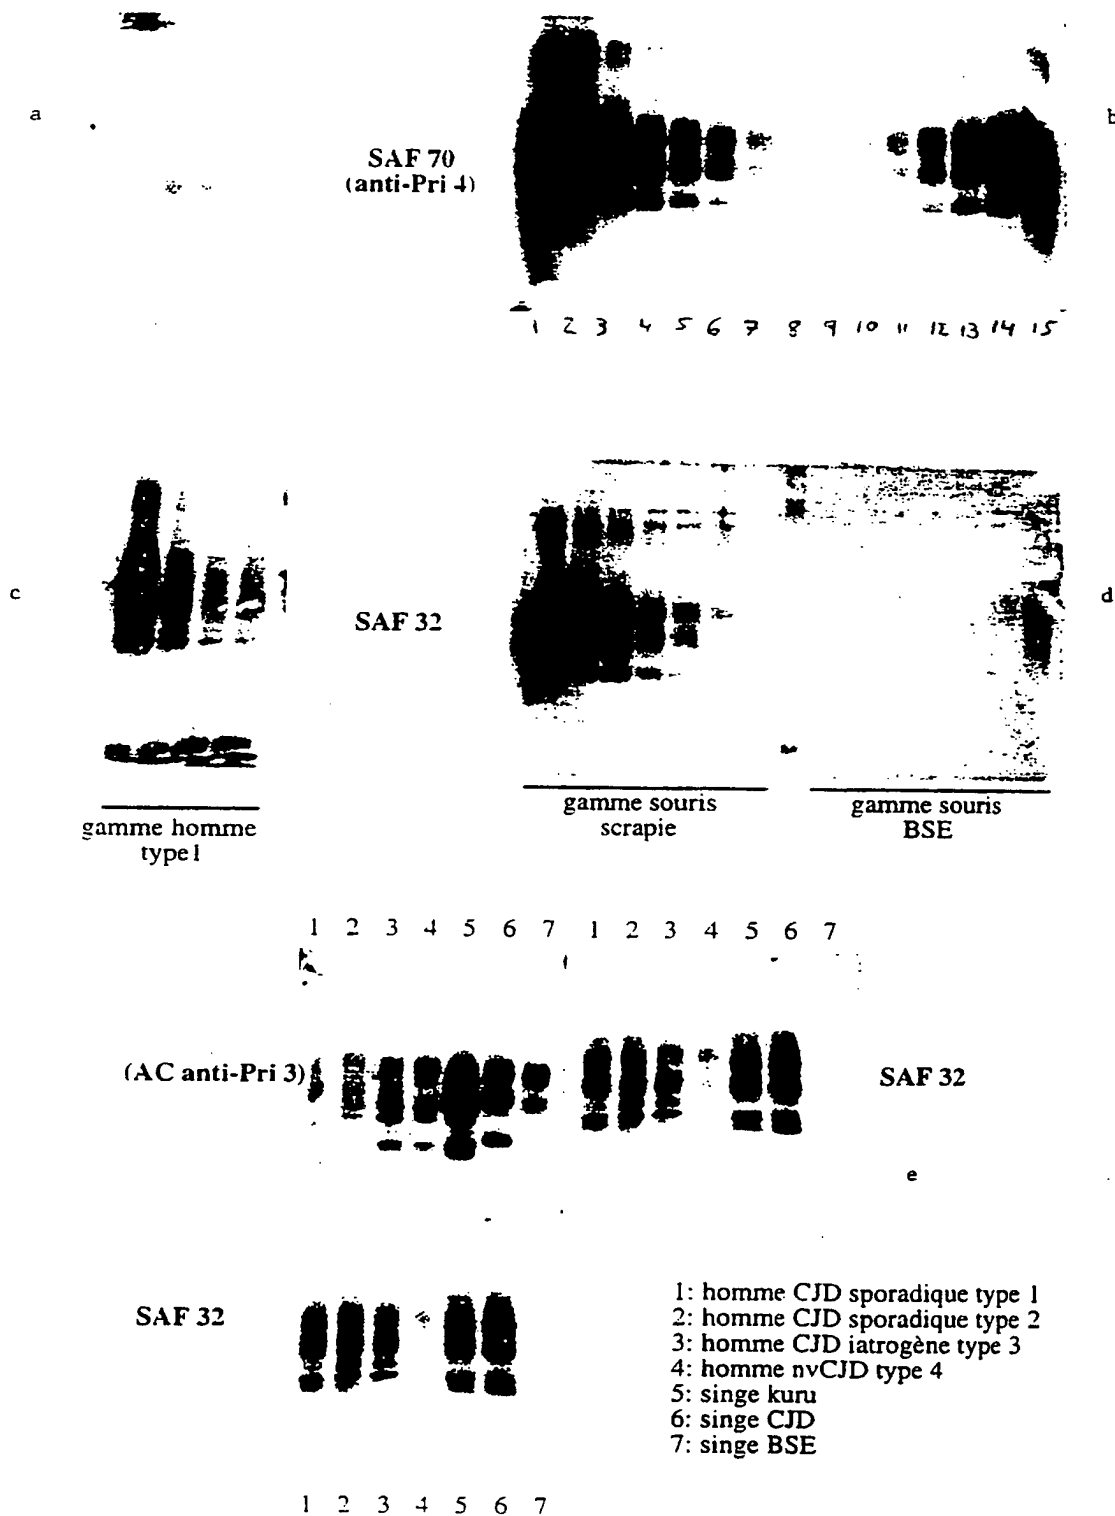 a
b
SAF 70
(anti-Pri 4)
1 2 3 4 5 6 7 8 9 10 11 12 13 14 15
c
d
SAF 32
gamme homme
type 1
gamme souris
scrapie
gamme souris
BSE
1 2 3 4 5 6 7 1 2 3 4 5 6 7
(AC anti-Pri 3)
SAF 32
e
SAF 32
1: homme CJD sporadique type 1
2: homme CJD sporadique type 2
3: homme CJD iatrogène type 3
4: homme nvCJD type 4
5: singe kuru
6: singe CJD
7: singe BSE
1 2 3 4 5 6 7